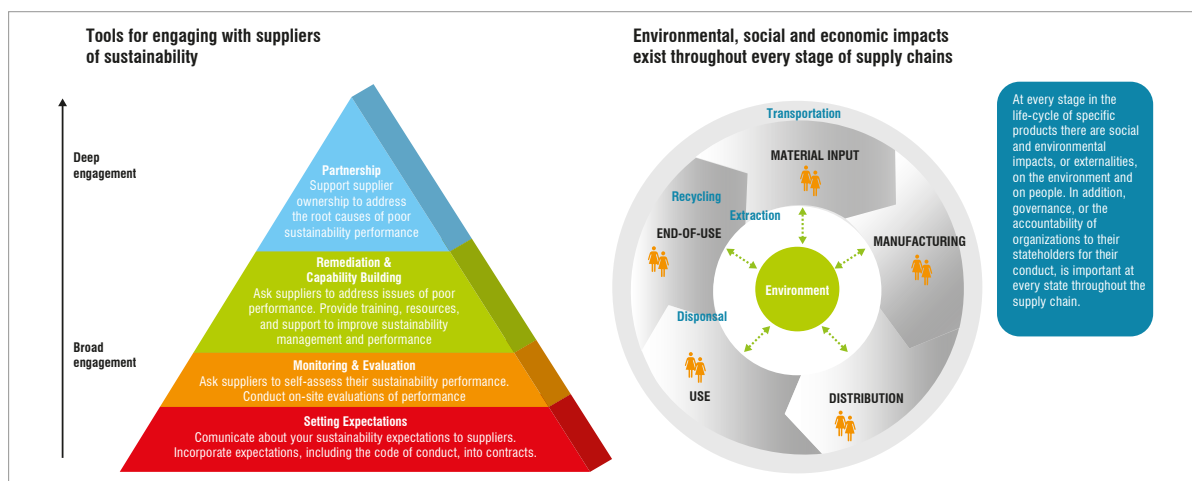 Tools for engaging with suppliers
of sustainability
Deep
engagement
Broad
engagement
Partnership
Support supplier
ownership to address
the root causes of poor
sustainability performance
Remediation &
Capability Building
Ask suppliers to address issues of poor
performance. Provide training, resources,
and support to improve sustainability
management and performance
Monitoring & Evaluation
Ask suppliers to self-assess their sustainability performance.
Conduct on-site evaluations of performance
Setting Expectations
Comunicate about your sustainability expectations to suppliers.
Incorporate expectations, including the code of conduct, into contracts.
Environmental, social and economic impacts
exist throughout every stage of supply chains
Transportation
MATERIAL INPUT
Recycling
Extraction
END-OF-USE
MANUFACTURING
Environment
Disponsal
USE
DISTRIBUTION
At every stage in the
life-cycle of specific
products there are social
and environmental
impacts, or externalities,
on the environment and
on people. In addition,
governance, or the
accountability of
organizations to their
stateholders for their
conduct, is important at
every state throughout the
supply chain.